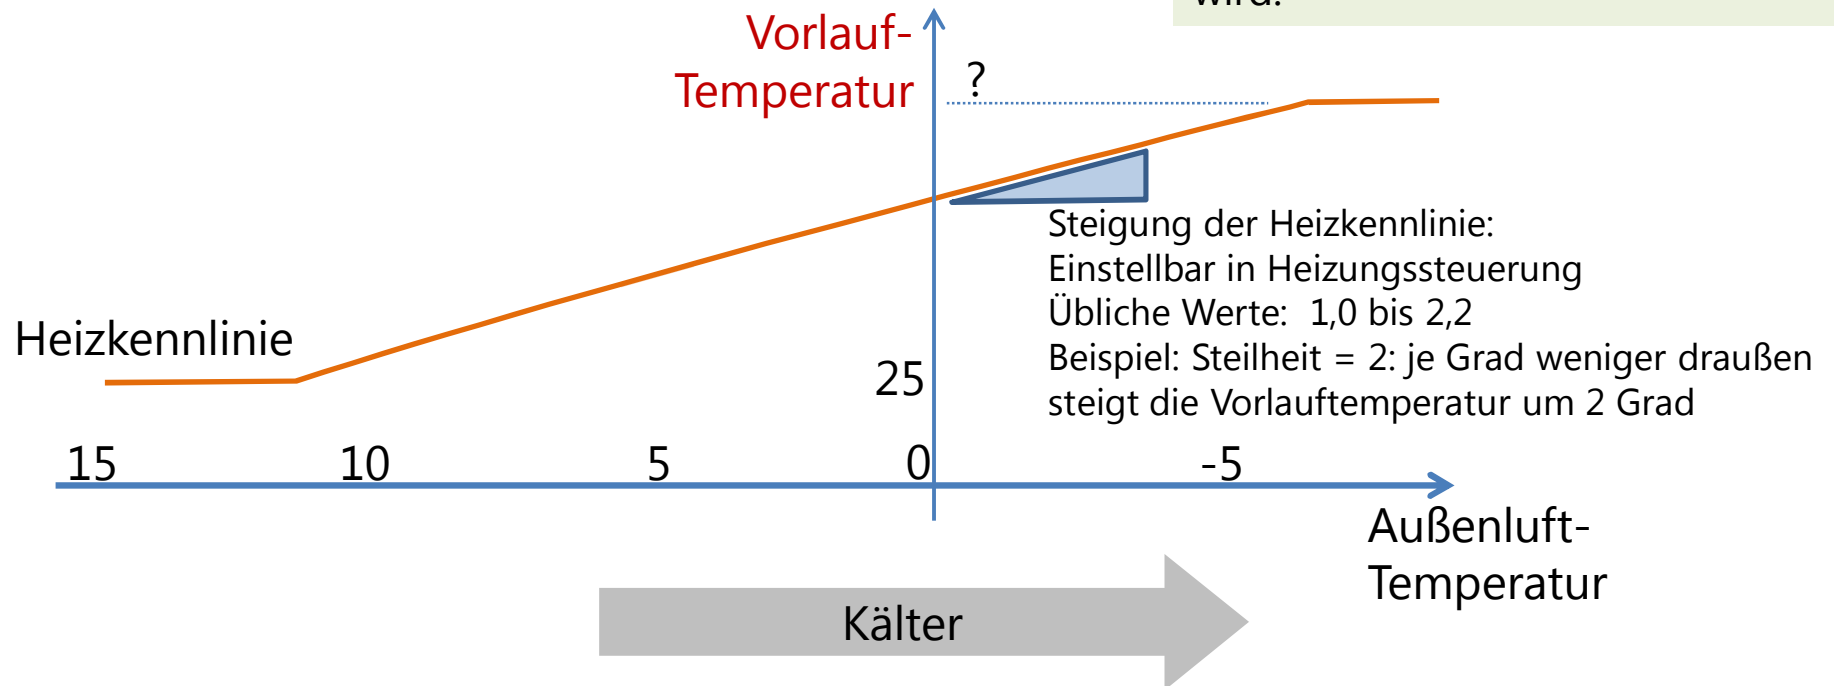 wird.
Vorlauf-
Temperatur
?
Steigung der Heizkennlinie:
Einstellbar in Heizungssteuerung
Übliche Werte:  1,0 bis 2,2
Beispiel: Steilheit = 2: je Grad weniger draußen
steigt die Vorlauftemperatur um 2 Grad
Heizkennlinie
25
15 10 5 0 -5
Außenluft-
Temperatur
Kälter